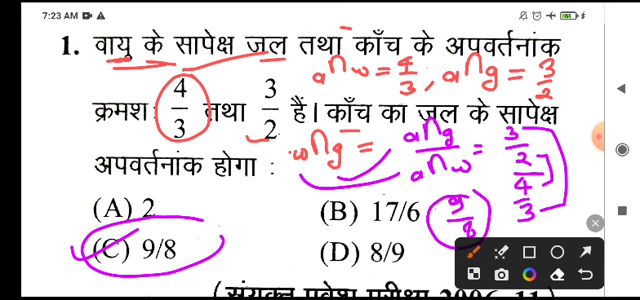 7:23 AM
1. वायु के सापेक्ष जल तथा काँच के अपवर्तनांक
aⁿw = 4/3, aⁿg = 3/2
क्रमश: 4/3 तथा 3/2 हैं। काँच का जल के सापेक्ष
wⁿg = aⁿg/aⁿw = 3/2 / 4/3
अपवर्तनांक होगा :
(A) 2 (B) 17/6 9/8
(C) 9/8 (D) 8/9
(संयुक्त प्रवेश परीक्षा 2006, 11)